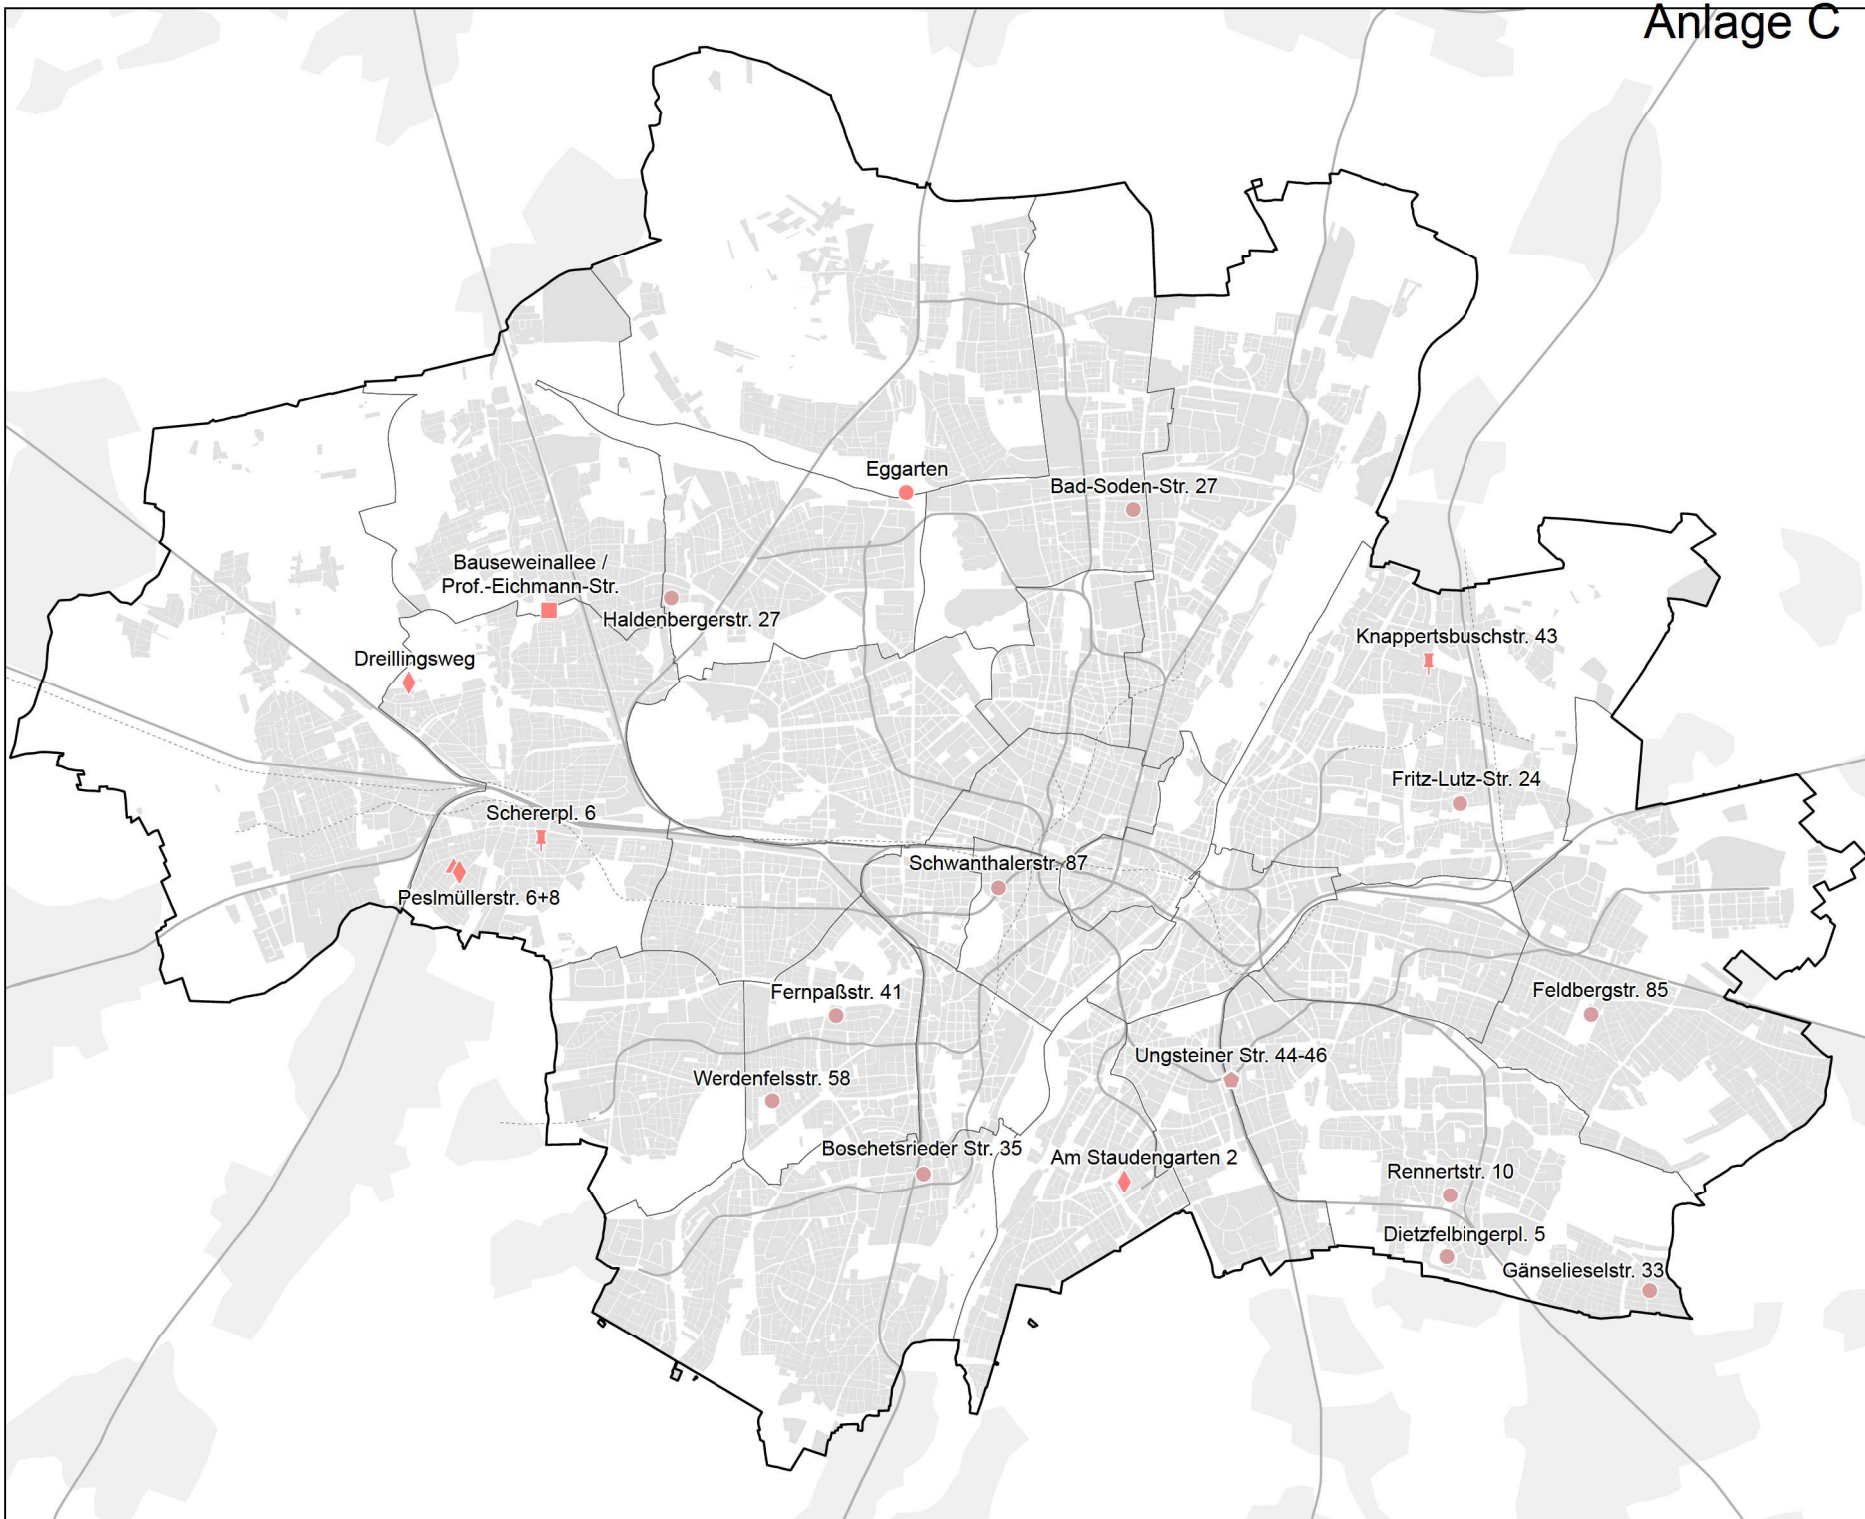 Anlage C
Eggarten
Bad-Soden-Str. 27
Bauseweinallee /
Prof.-Eichmann-Str.
Haldenbergerstr. 27
Knappertsbuschstr. 43
Dreillingsweg
Fritz-Lutz-Str. 24
Schererpl. 6
Schwanthalerstr. 87
Peslmüllerstr. 6+8
Fernpaßstr. 41
Feldbergstr. 85
Ungsteiner Str. 44-46
Werdenfelsstr. 58
Boschetsrieder Str. 35
Am Staudengarten 2
Rennertstr. 10
Dietzfelbingerpl. 5
Gänselieselstr. 33